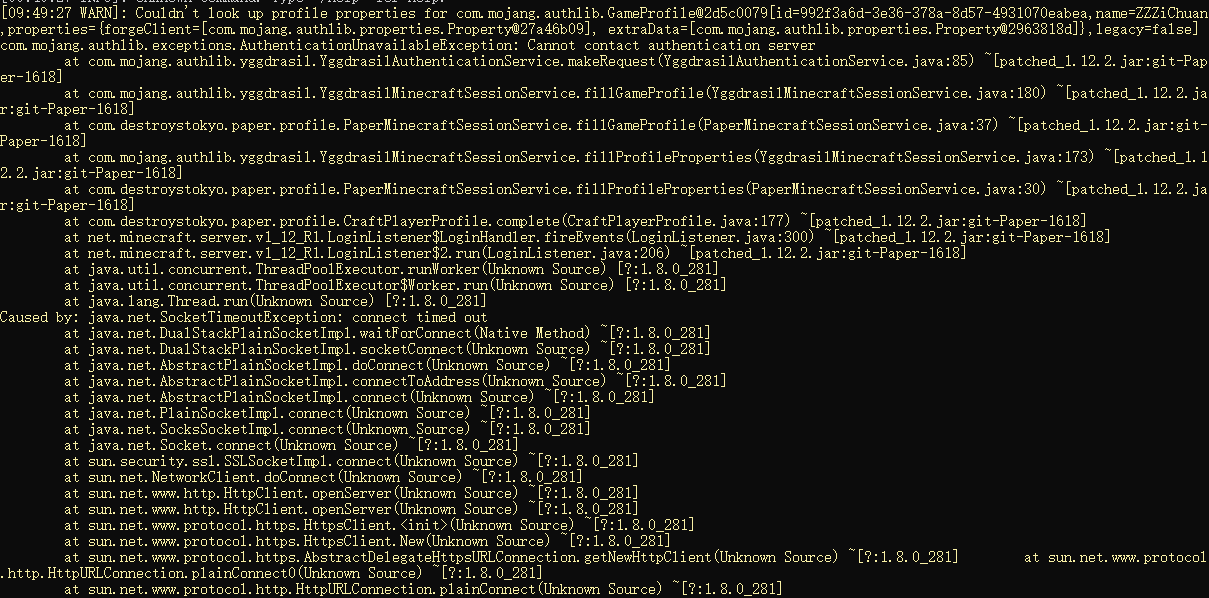 [09:49:27 WARN]: Couldn't look up profile properties for com.mojang.authlib.GameProfile@2d5c0079[id=992f3a6d-3e36-378a-8d57-4931070eabea,name=ZZZiChuan
,properties={forgeClient=[com.mojang.authlib.properties.Property@27a46b09], extraData=[com.mojang.authlib.properties.Property@2963818d]},legacy=false]
com.mojang.authlib.exceptions.AuthenticationUnavailableException: Cannot contact authentication server
at com.mojang.authlib.yggdrasil.YggdrasilAuthenticationService.makeRequest(YggdrasilAuthenticationService.java:85) ~[patched_1.12.2.jar:git-Pap
er-1618]
at com.mojang.authlib.yggdrasil.YggdrasilMinecraftSessionService.fillGameProfile(YggdrasilMinecraftSessionService.java:180) ~[patched_1.12.2.ja
r:git-Paper-1618]
at com.destroystokyo.paper.profile.PaperMinecraftSessionService.fillGameProfile(PaperMinecraftSessionService.java:37) ~[patched_1.12.2.jar:git-
Paper-1618]
at com.mojang.authlib.yggdrasil.YggdrasilMinecraftSessionService.fillProfileProperties(YggdrasilMinecraftSessionService.java:173) ~[patched_1.1
2.2.jar:git-Paper-1618]
at com.destroystokyo.paper.profile.PaperMinecraftSessionService.fillProfileProperties(PaperMinecraftSessionService.java:30) ~[patched_1.12.2.ja
r:git-Paper-1618]
at com.destroystokyo.paper.profile.CraftPlayerProfile.complete(CraftPlayerProfile.java:177) ~[patched_1.12.2.jar:git-Paper-1618]
at net.minecraft.server.v1_12_R1.LoginListener$LoginHandler.fireEvents(LoginListener.java:300) ~[patched_1.12.2.jar:git-Paper-1618]
at net.minecraft.server.v1_12_R1.LoginListener$2.run(LoginListener.java:206) ~[patched_1.12.2.jar:git-Paper-1618]
at java.util.concurrent.ThreadPoolExecutor.runWorker(Unknown Source) [?:1.8.0_281]
at java.util.concurrent.ThreadPoolExecutor$Worker.run(Unknown Source) [?:1.8.0_281]
at java.lang.Thread.run(Unknown Source) [?:1.8.0_281]
Caused by: java.net.SocketTimeoutException: connect timed out
at java.net.DualStackPlainSocketImpl.waitForConnect(Native Method) ~[?:1.8.0_281]
at java.net.DualStackPlainSocketImpl.socketConnect(Unknown Source) ~[?:1.8.0_281]
at java.net.AbstractPlainSocketImpl.doConnect(Unknown Source) ~[?:1.8.0_281]
at java.net.AbstractPlainSocketImpl.connectToAddress(Unknown Source) ~[?:1.8.0_281]
at java.net.AbstractPlainSocketImpl.connect(Unknown Source) ~[?:1.8.0_281]
at java.net.PlainSocketImpl.connect(Unknown Source) ~[?:1.8.0_281]
at java.net.SocksSocketImpl.connect(Unknown Source) ~[?:1.8.0_281]
at java.net.Socket.connect(Unknown Source) ~[?:1.8.0_281]
at sun.security.ssl.SSLSocketImpl.connect(Unknown Source) ~[?:1.8.0_281]
at sun.net.NetworkClient.doConnect(Unknown Source) ~[?:1.8.0_281]
at sun.net.www.http.HttpClient.openServer(Unknown Source) ~[?:1.8.0_281]
at sun.net.www.http.HttpClient.openServer(Unknown Source) ~[?:1.8.0_281]
at sun.net.www.protocol.https.HttpsClient.<init>(Unknown Source) ~[?:1.8.0_281]
at sun.net.www.protocol.https.HttpsClient.New(Unknown Source) ~[?:1.8.0_281]
at sun.net.www.protocol.https.AbstractDelegateHttpsURLConnection.getNewHttpClient(Unknown Source) ~[?:1.8.0_281] at sun.net.www.protocol
.http.HttpURLConnection.plainConnect0(Unknown Source) ~[?:1.8.0_281]
at sun.net.www.protocol.http.HttpURLConnection.plainConnect(Unknown Source) ~[?:1.8.0_281]